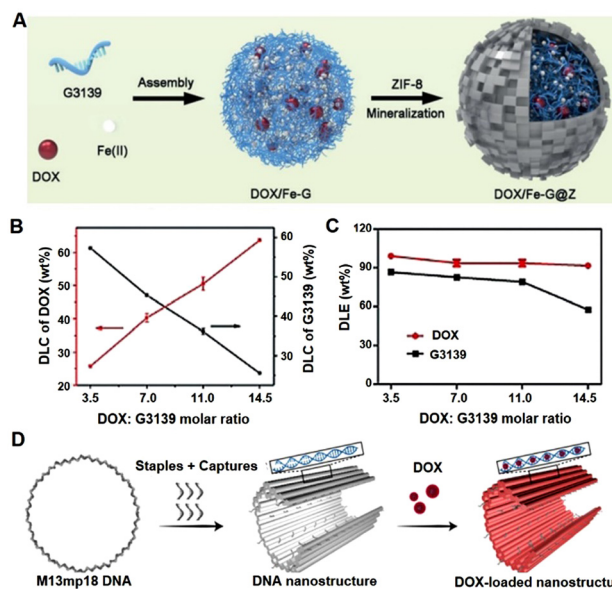 A
G3139
Fe(II)
DOX
Assembly
DOX/Fe-G
ZIF-8
Mineralization
DOX/Fe-G@Z
B
DLC of DOX (wt%)
60
50
40
30
20
DLC of G3139 (wt%)
60
50
40
30
3.5 7.0 11.0 14.5
DOX: G3139 molar ratio
C
DLE (wt%)
120
90
60
30
0
DOX
G3139
3.5 7.0 11.0 14.5
DOX: G3139 molar ratio
D
M13mp18 DNA
Staples + Captures
DNA nanostructure
DOX
DOX-loaded nanostructu